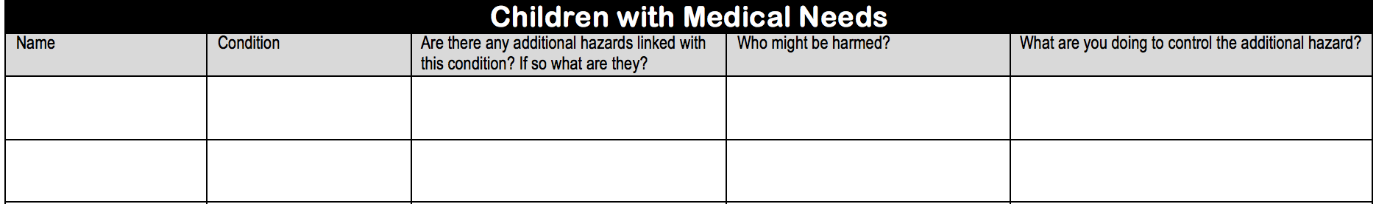 Children with Medical Needs
Name
Condition
Are there any additional hazards linked with
this condition? If so what are they?
Who might be harmed?
What are you doing to control the additional hazard?